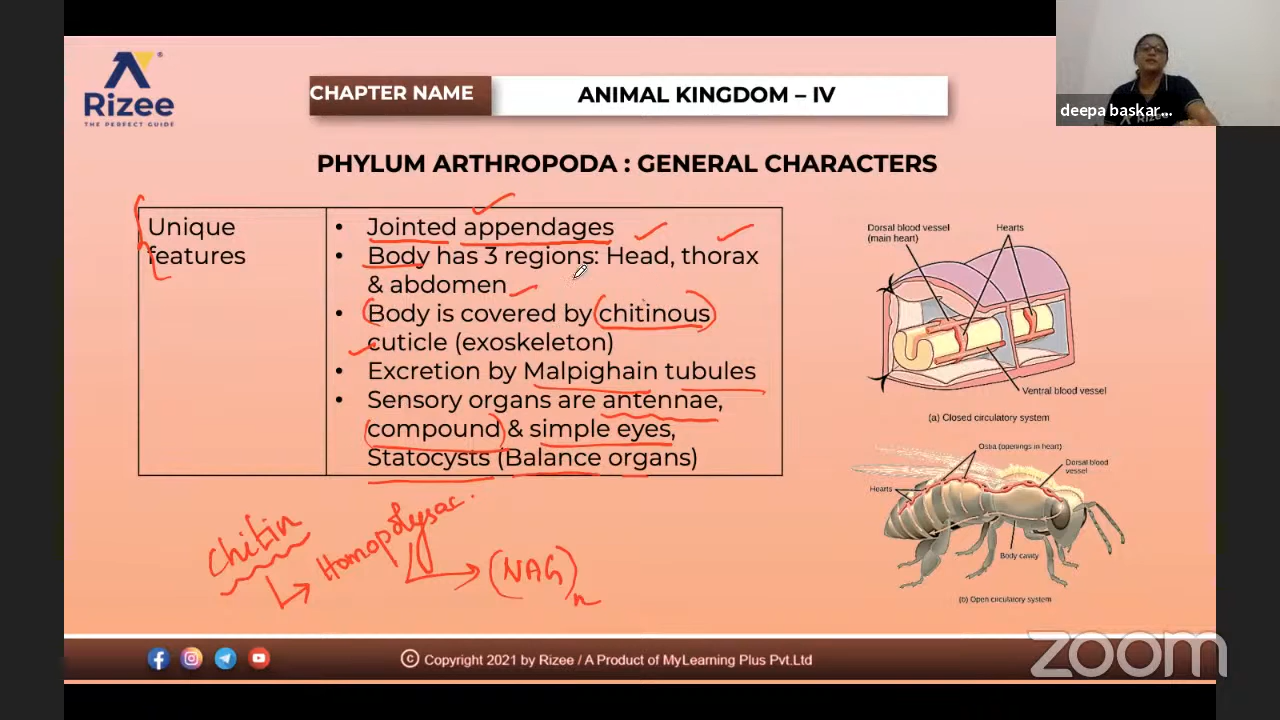 Rizee
THE PERFECT GUIDE
CHAPTER NAME
ANIMAL KINGDOM – IV
deepa baskar...
PHYLUM ARTHROPODA : GENERAL CHARACTERS
Unique
features
• Jointed appendages
• Body has 3 regions: Head, thorax
& abdomen
• Body is covered by chitinous
cuticle (exoskeleton)
• Excretion by Malpighain tubules
• Sensory organs are antennae,
compound & simple eyes,
Statocysts (Balance organs)
Dorsal blood vessel
(main heart)
Hearts
Ventral blood vessel
(a) Closed circulatory system
Ostia (openings in heart)
Dorsal blood
vessel
Hearts
Body cavity
(b) Open circulatory system
Chitin
Homopolysac.
(NAG)n
© Copyright 2021 by Rizee / A Product of MyLearning Plus Pvt.Ltd
zoom